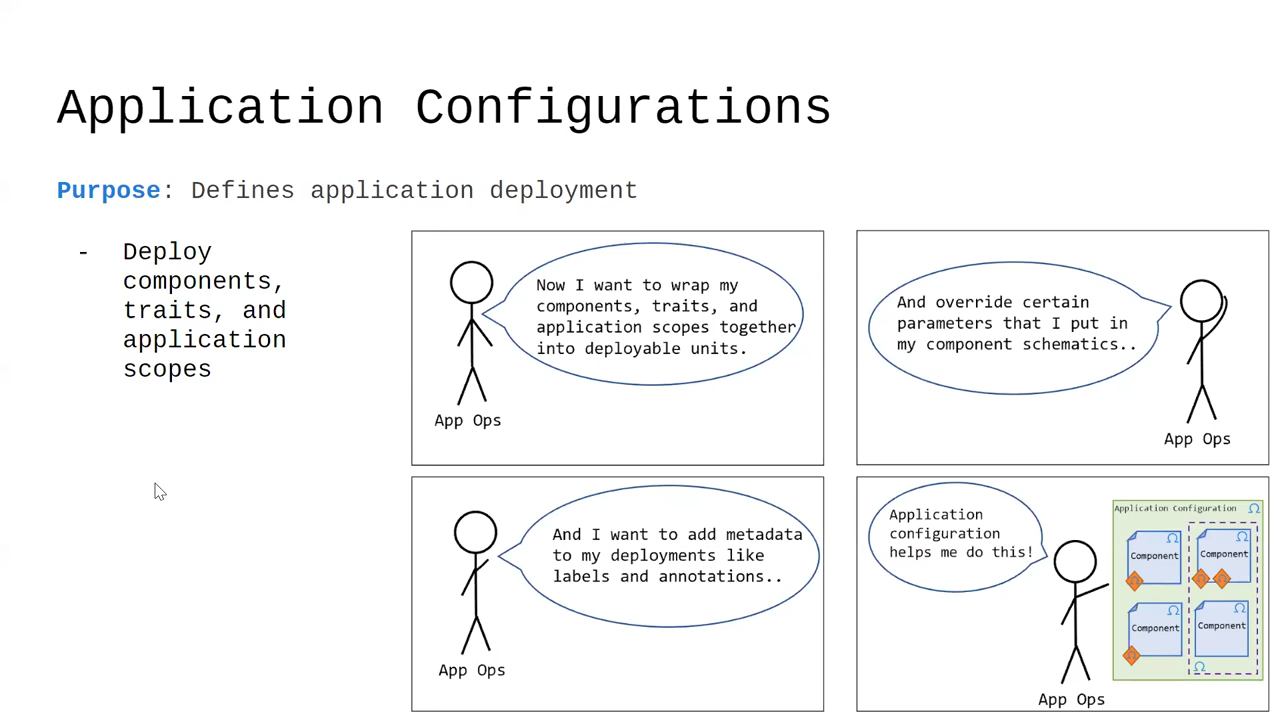 Application Configurations
Purpose: Defines application deployment
- Deploy
components,
traits, and
application
scopes
Now I want to wrap my
components, traits, and
application scopes together
into deployable units.
App Ops
And override certain
parameters that I put in
my component schematics..
App Ops
And I want to add metadata
to my deployments like
labels and annotations..
App Ops
Application
configuration
helps me do this!
App Ops
Application Configuration Ω
Ω
Component
Ω
Component
Ω
Component
Ω
Component
Ω